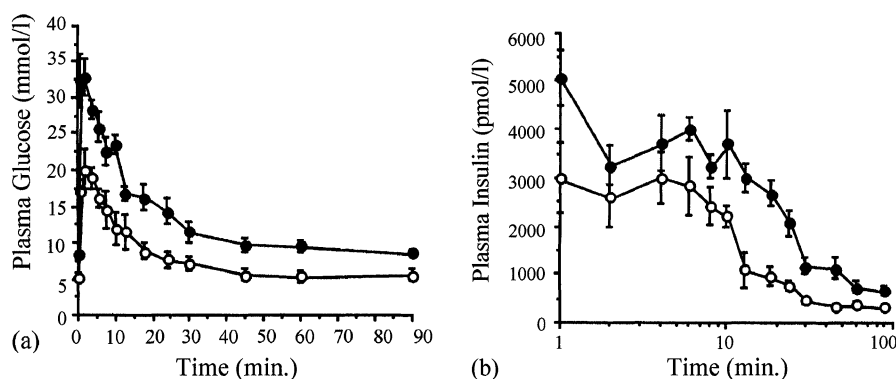 Plasma Glucose (mmol/l)
40
35
30
25
20
15
10
5
0
0 10 20 30 40 50 60 70 80 90
(a)
Time (min.)
Plasma Insulin (pmol/l)
6000
5000
4000
3000
2000
1000
0
1 10 100
(b)
Time (min.)